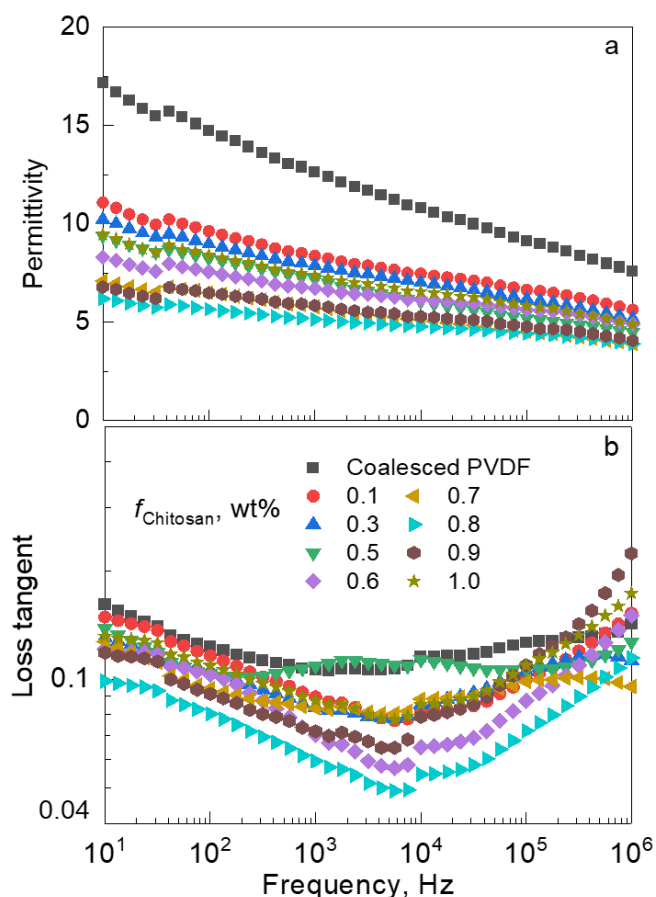 20
15
10
5
0
Permittivity
a
b
Coalesced PVDF
f Chitosan, wt%
0.1 0.7
0.3 0.8
0.5 0.9
0.6 1.0
Loss tangent
0.1
0.04
10¹ 10² 10³ 10⁴ 10⁵ 10⁶
Frequency, Hz